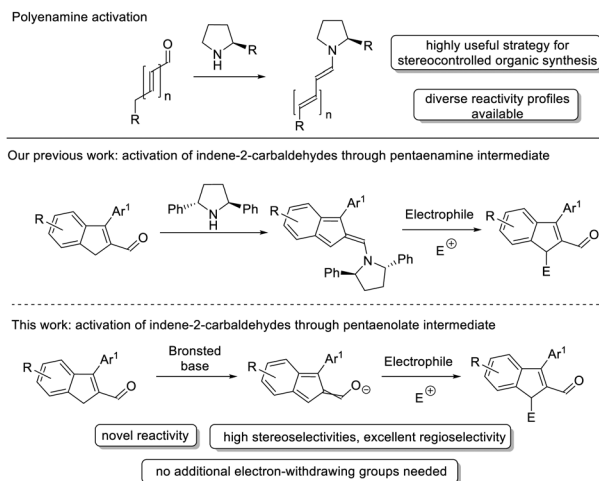 Polyenamine activation
O
N
H
R
n
R
N
R
n
R
highly useful strategy for
stereocontrolled organic synthesis
diverse reactivity profiles
available
Our previous work: activation of indene-2-carbaldehydes through pentaenamine intermediate
R
Ar1
O
Ph
N
H
Ph
R
Ar1
N
Ph
Ph
Electrophile
E⊕
R
Ar1
O
E
This work: activation of indene-2-carbaldehydes through pentaenolate intermediate
R
Ar1
O
Bronsted
base
R
Ar1
O⊖
Electrophile
E⊕
R
Ar1
O
E
novel reactivity
high stereoselectivities, excellent regioselectivity
no additional electron-withdrawing groups needed